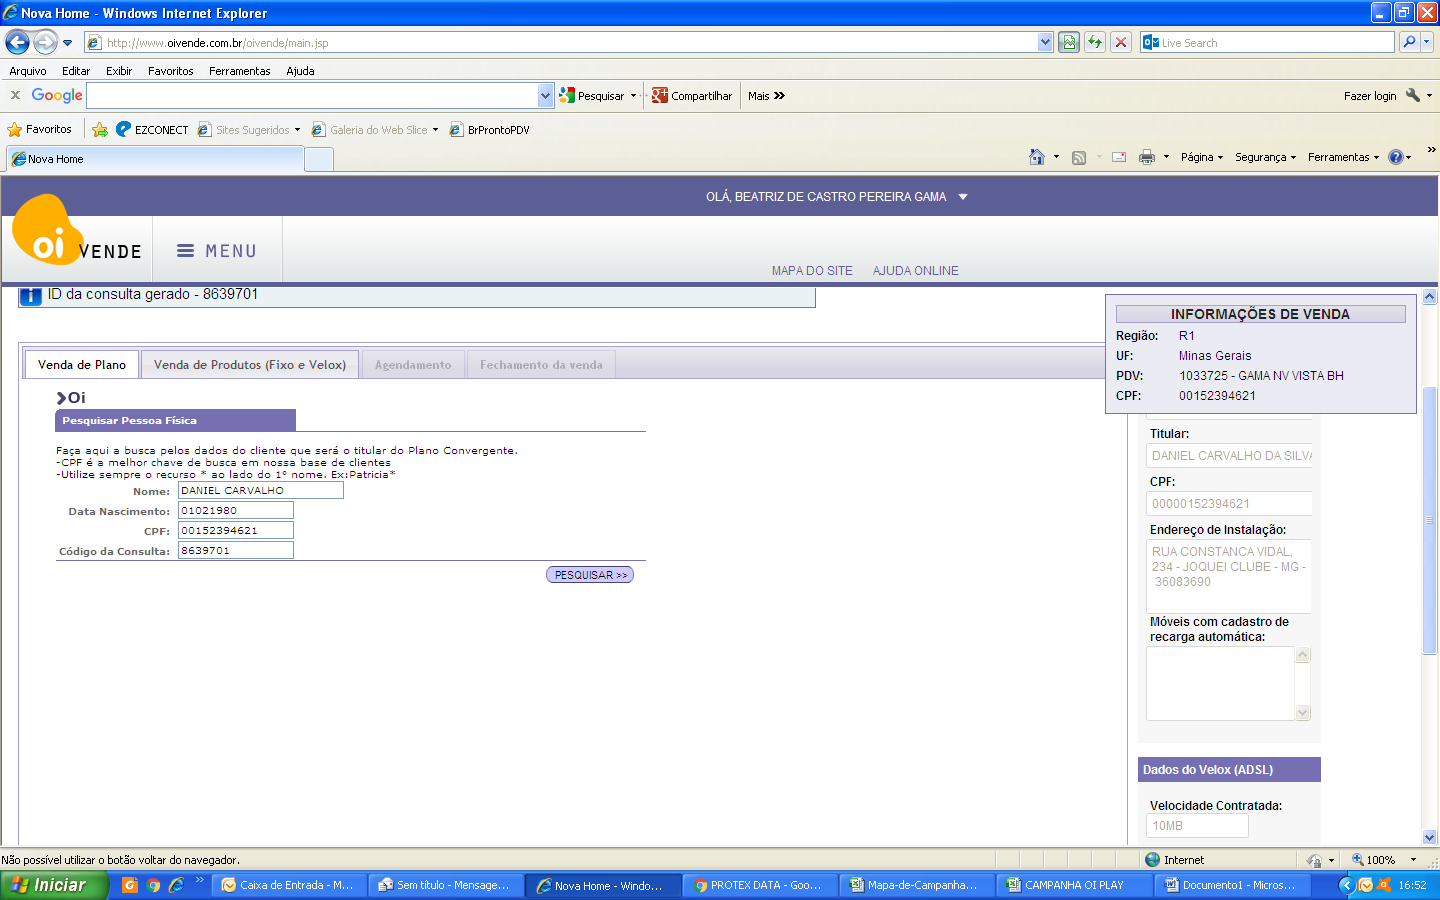 Nova Home - Windows Internet Explorer
http://www.oivende.com.br/oivende/main.jsp
Live Search
Arquivo Editar Exibir Favoritos Ferramentas Ajuda
x Google Pesquisar Compartilhar Mais >> Fazer login
Favoritos EZCONECT Sites Sugeridos Galeria do Web Slice BrProntoPDV
Nova Home Página Segurança Ferramentas
OLÁ, BEATRIZ DE CASTRO PEREIRA GAMA
oi VENDE MENU
MAPA DO SITE AJUDA ONLINE
ID da consulta gerado - 8639701
INFORMAÇÕES DE VENDA
Região: R1
UF: Minas Gerais
PDV: 1033725 - GAMA NV VISTA BH
CPF: 00152394621
Venda de Plano Venda de Produtos (Fixo e Velox) Agendamento Fechamento da venda
Oi
Pesquisar Pessoa Física
Faça aqui a busca pelos dados do cliente que será o titular do Plano Convergente.
-CPF é a melhor chave de busca em nossa base de clientes
-Utilize sempre o recurso * ao lado do 1º nome. Ex:Patricia*
Nome: DANIEL CARVALHO
Data Nascimento: 01021980
CPF: 00152394621
Código da Consulta: 8639701
PESQUISAR >>
Titular:
DANIEL CARVALHO DA SILVA
CPF:
00000152394621
Endereço de Instalação:
RUA CONSTANCA VIDAL,
234 - JOQUEI CLUBE - MG -
36083690
Móveis com cadastro de
recarga automática:
Dados do Velox (ADSL)
Velocidade Contratada:
10MB
Não possível utilizar o botão voltar do navegador.
Internet 100%
Iniciar Caixa de Entrada - M... Sem título - Mensage... Nova Home - Windo... PROTEX DATA - Goo... Mapa-de-Campanha... CAMPANHA OI PLAY Documento1 - Micros... 16:52